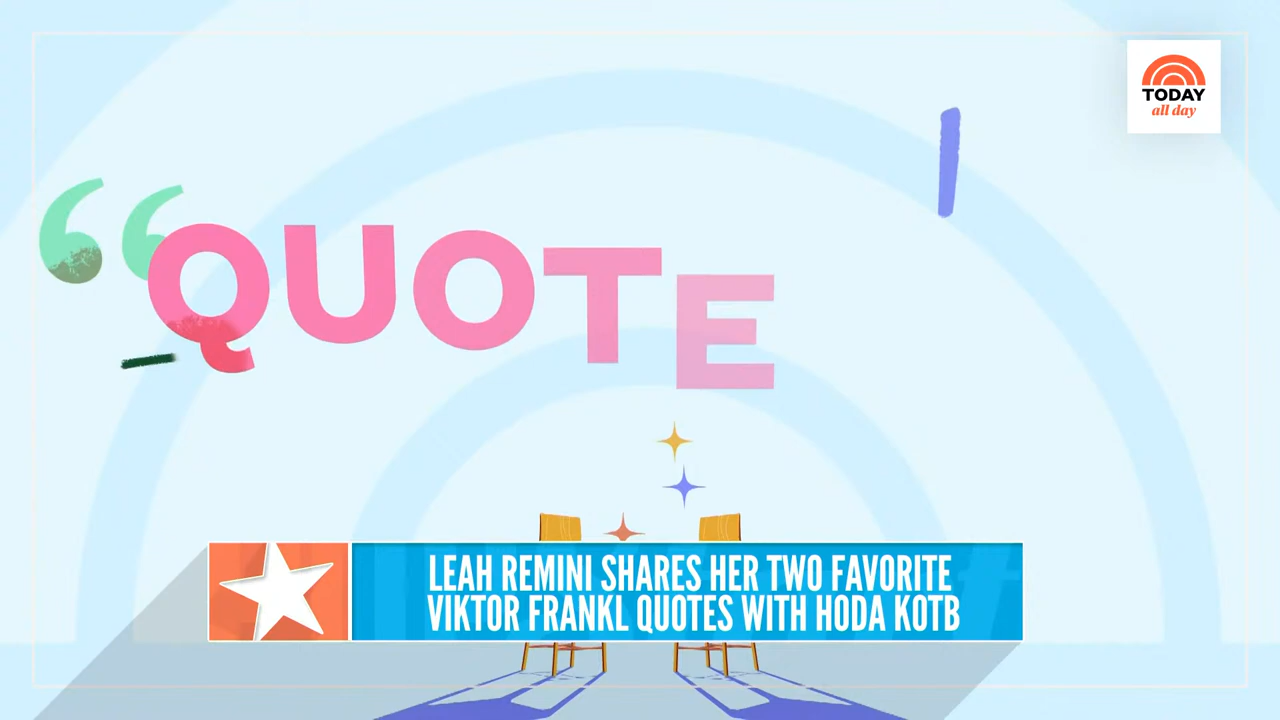 TODAY
all day
“QUOTE
LEAH REMINI SHARES HER TWO FAVORITE
VIKTOR FRANKL QUOTES WITH HODA KOTB